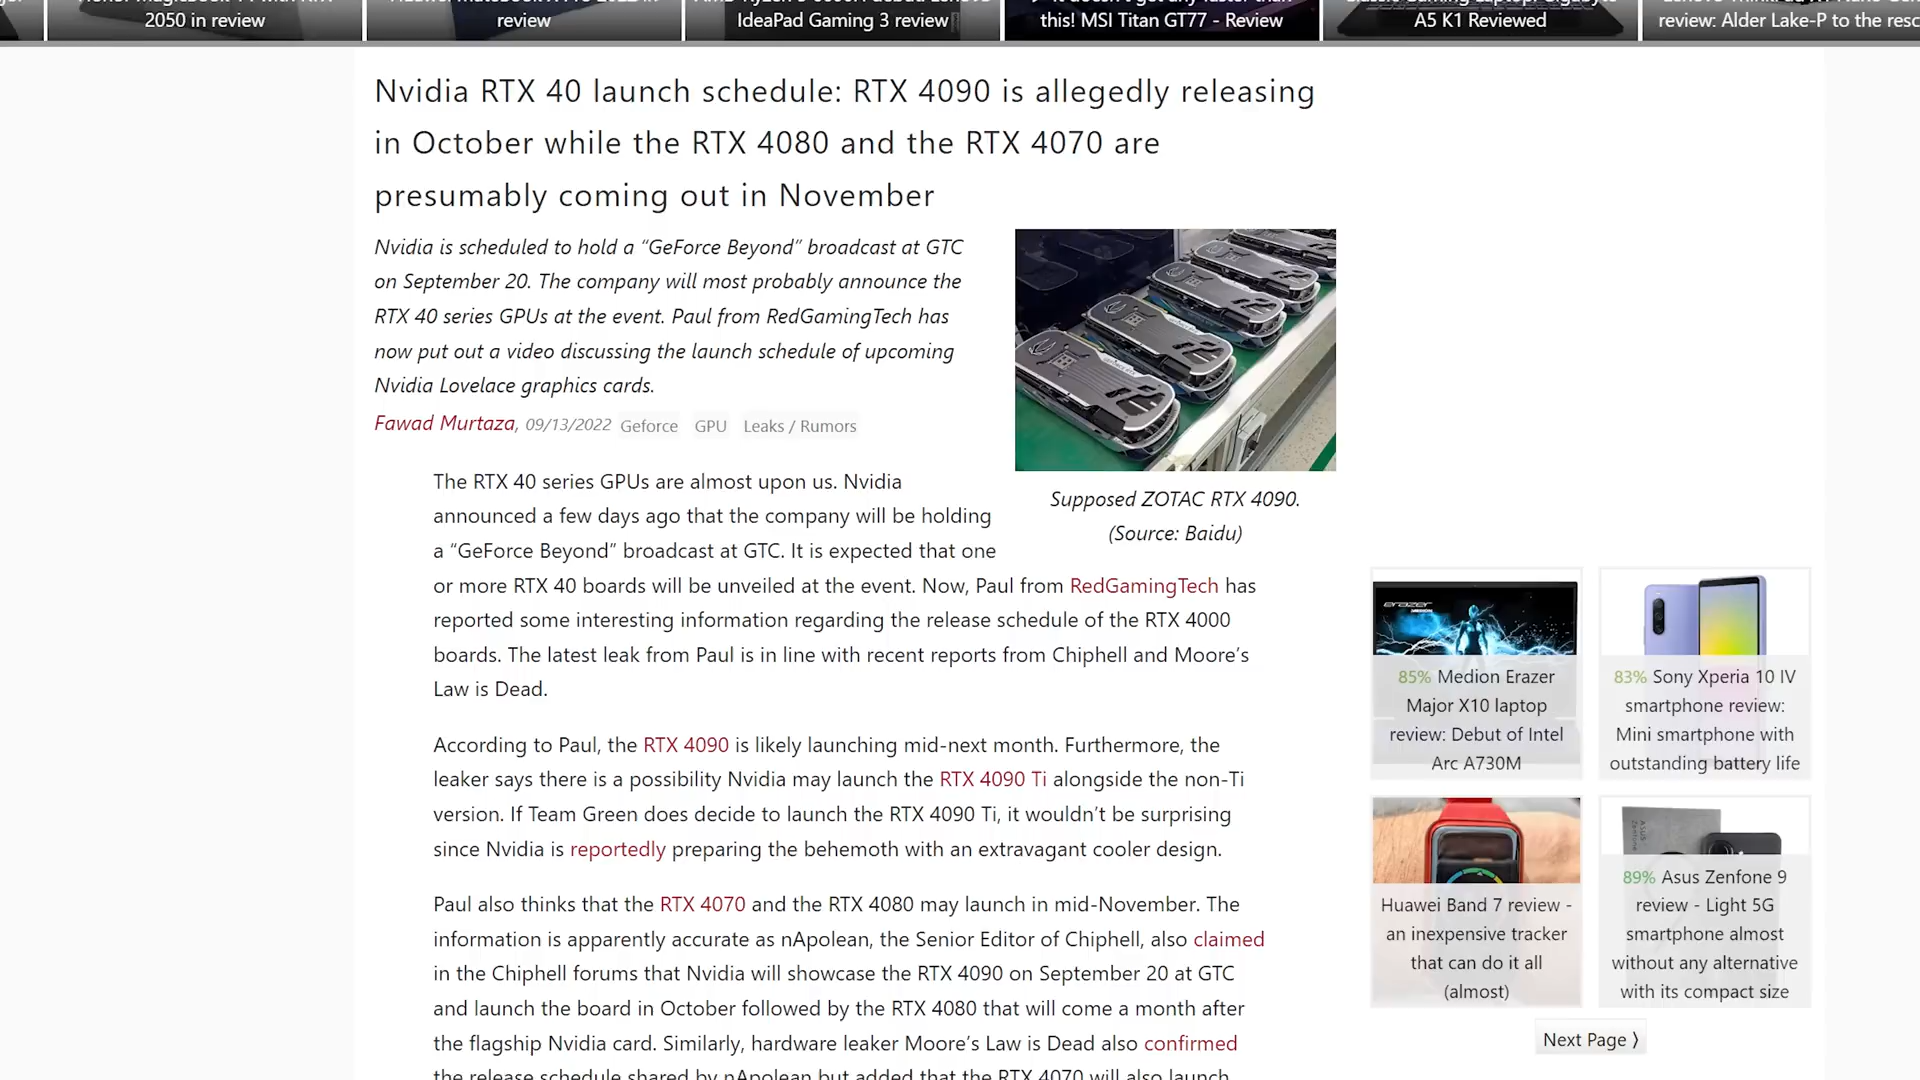 2050 in review
review
IdeaPad Gaming 3 review
this! MSI Titan GT77 - Review
A5 K1 Reviewed
review: Alder Lake-P to the resc
Nvidia RTX 40 launch schedule: RTX 4090 is allegedly releasing
in October while the RTX 4080 and the RTX 4070 are
presumably coming out in November
Nvidia is scheduled to hold a “GeForce Beyond” broadcast at GTC
on September 20. The company will most probably announce the
RTX 40 series GPUs at the event. Paul from RedGamingTech has
now put out a video discussing the launch schedule of upcoming
Nvidia Lovelace graphics cards.
Fawad Murtaza, 09/13/2022 Geforce GPU Leaks / Rumors
Supposed ZOTAC RTX 4090.
(Source: Baidu)
The RTX 40 series GPUs are almost upon us. Nvidia
announced a few days ago that the company will be holding
a “GeForce Beyond” broadcast at GTC. It is expected that one
or more RTX 40 boards will be unveiled at the event. Now, Paul from RedGamingTech has
reported some interesting information regarding the release schedule of the RTX 4000
boards. The latest leak from Paul is in line with recent reports from Chiphell and Moore’s
Law is Dead.
According to Paul, the RTX 4090 is likely launching mid-next month. Furthermore, the
leaker says there is a possibility Nvidia may launch the RTX 4090 Ti alongside the non-Ti
version. If Team Green does decide to launch the RTX 4090 Ti, it wouldn’t be surprising
since Nvidia is reportedly preparing the behemoth with an extravagant cooler design.
Paul also thinks that the RTX 4070 and the RTX 4080 may launch in mid-November. The
information is apparently accurate as nApolean, the Senior Editor of Chiphell, also claimed
in the Chiphell forums that Nvidia will showcase the RTX 4090 on September 20 at GTC
and launch the board in October followed by the RTX 4080 that will come a month after
the flagship Nvidia card. Similarly, hardware leaker Moore’s Law is Dead also confirmed
the release schedule shared by nApolean but added that the RTX 4070 will also launch
85% Medion Erazer
Major X10 laptop
review: Debut of Intel
Arc A730M
83% Sony Xperia 10 IV
smartphone review:
Mini smartphone with
outstanding battery life
Huawei Band 7 review -
an inexpensive tracker
that can do it all
(almost)
89% Asus Zenfone 9
review - Light 5G
smartphone almost
without any alternative
with its compact size
Next Page ⟩